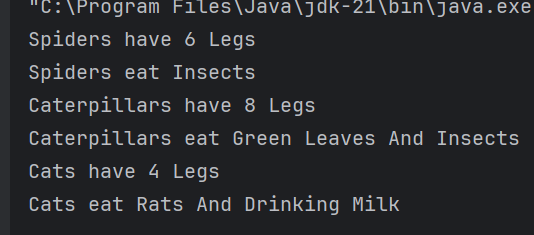 "C:\Program Files\Java\jdk-21\bin\java.exe
Spiders have 6 Legs
Spiders eat Insects
Caterpillars have 8 Legs
Caterpillars eat Green Leaves And Insects
Cats have 4 Legs
Cats eat Rats And Drinking Milk